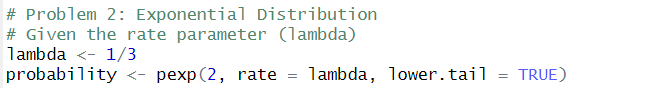 # Problem 2: Exponential Distribution
# Given the rate parameter (lambda)
lambda <- 1/3
probability <- pexp(2, rate = lambda, lower.tail = TRUE)